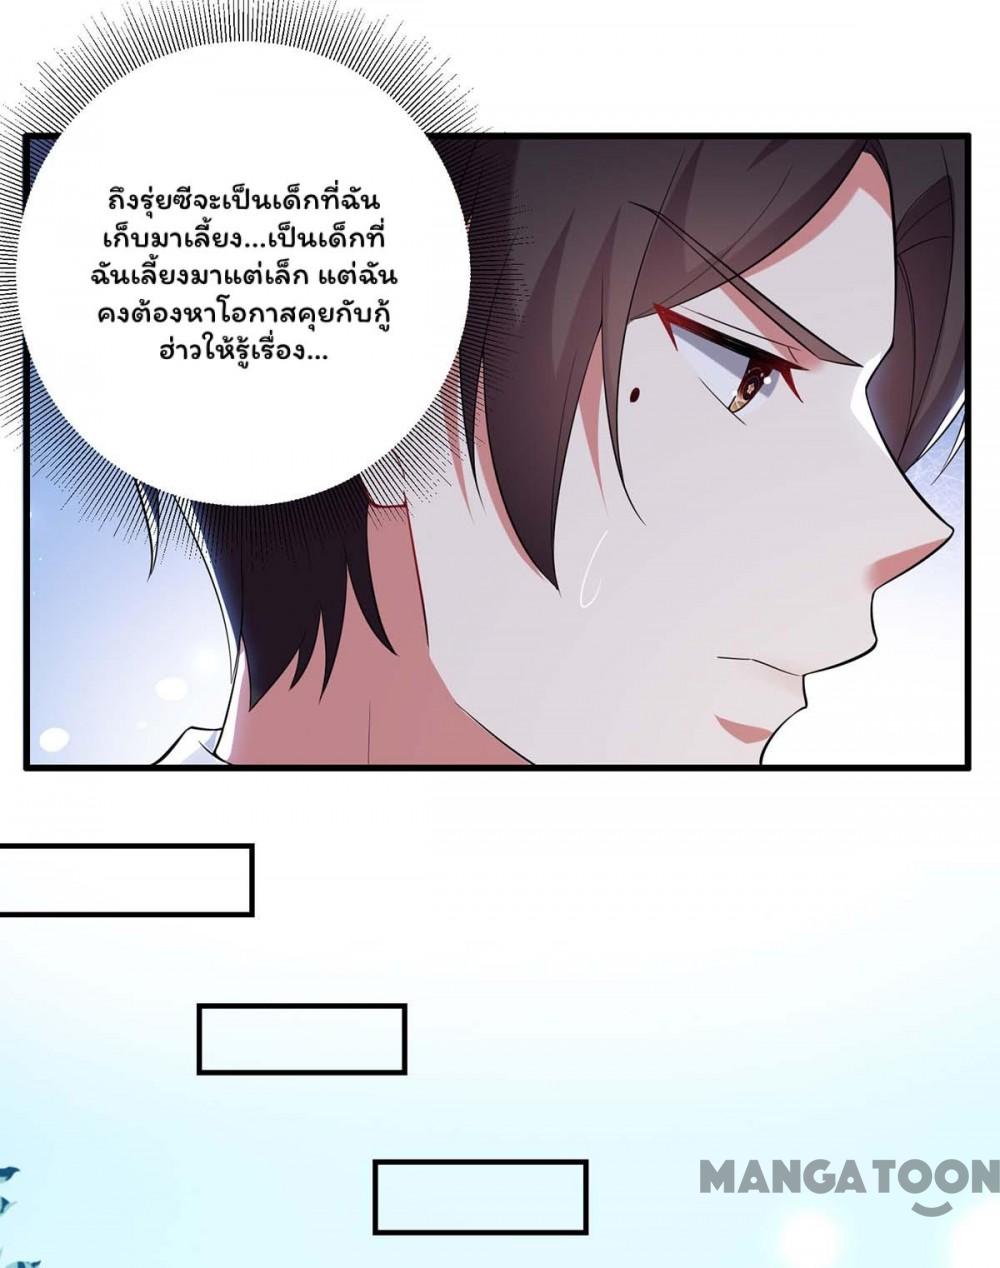 ถึงรุ่ยซีจะเป็นเด็กที่ฉัน
เก็บมาเลี้ยง...เป็นเด็กที่
ฉันเลี้ยงมาแต่เล็ก แต่ฉัน
คงต้องหาโอกาสคุยกับกู้
ฮ่าวให้รู้เรื่อง...
MANGATOON